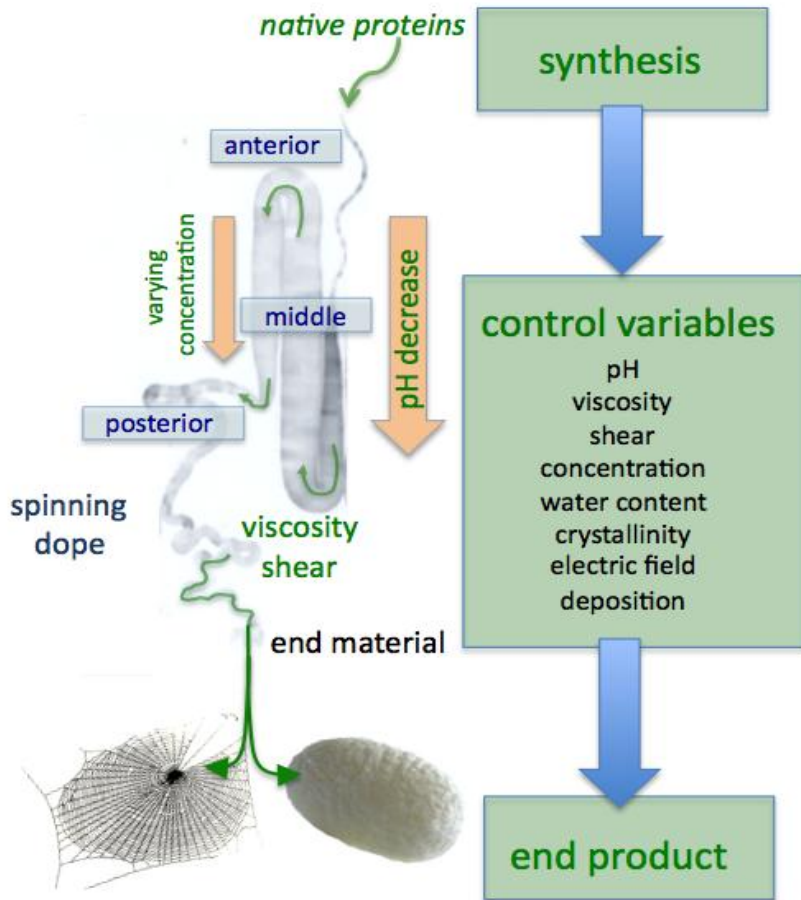 native proteins
synthesis
anterior
varying
concentration
middle
pH decrease
posterior
spinning
dope
viscosity
shear
end material
control variables
pH
viscosity
shear
concentration
water content
crystallinity
electric field
deposition
end product